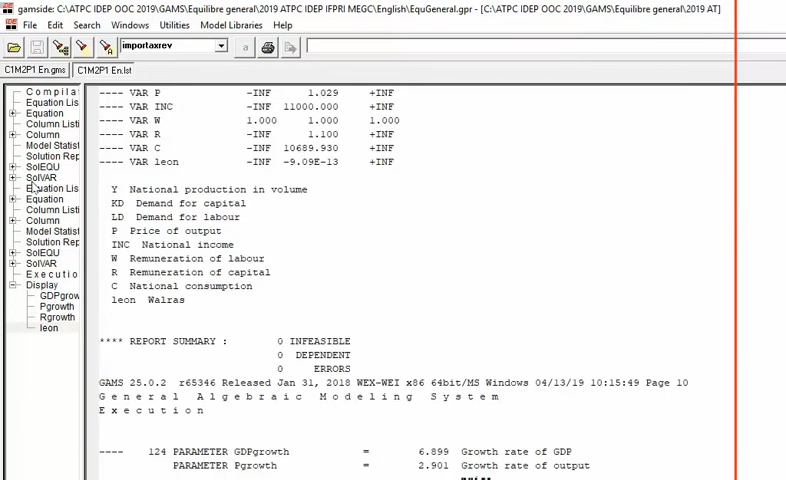 gamside: C:\ATPC IDEP OOC 2019\GAMS\Equilibre general\2019 ATPC IDEP IFPRI MEGC\English\EquGeneral.gpr - [C:\ATPC IDEP OOC 2019\GAMS\Equilibre general\2019 AT]
File Edit Search Windows Utilities Model Libraries Help
importaxrev
a
C1M2P1 En.gms C1M2P1 En.lst
Compila
Equation Lis
Equation
Column Listi
Column
Model Statist
Solution Rep
SolEQU
SolVAR
Equation Lis
Equation
Column Listi
Column
Model Statist
Solution Rep
SolEQU
SolVAR
Executio
Display
GDPgrow
Pgrowth
Rgrowth
leon
---- VAR P -INF 1.029 +INF
---- VAR INC -INF 11000.000 +INF
---- VAR W 1.000 1.000 1.000
---- VAR R -INF 1.100 +INF
---- VAR C -INF 10689.930 +INF
---- VAR leon -INF -9.09E-13 +INF
Y National production in volume
KD Demand for capital
LD Demand for labour
P Price of output
INC National income
W Remuneration of labour
R Remuneration of capital
C National consumption
leon Walras
**** REPORT SUMMARY : 0 INFEASIBLE
0 DEPENDENT
0 ERRORS
GAMS 25.0.2 r65346 Released Jan 31, 2018 WEX-WEI x86 64bit/MS Windows 04/13/19 10:15:49 Page 10
General Algebraic Modeling System
Execution
---- 124 PARAMETER GDPgrowth = 6.899 Growth rate of GDP
PARAMETER Pgrowth = 2.901 Growth rate of output